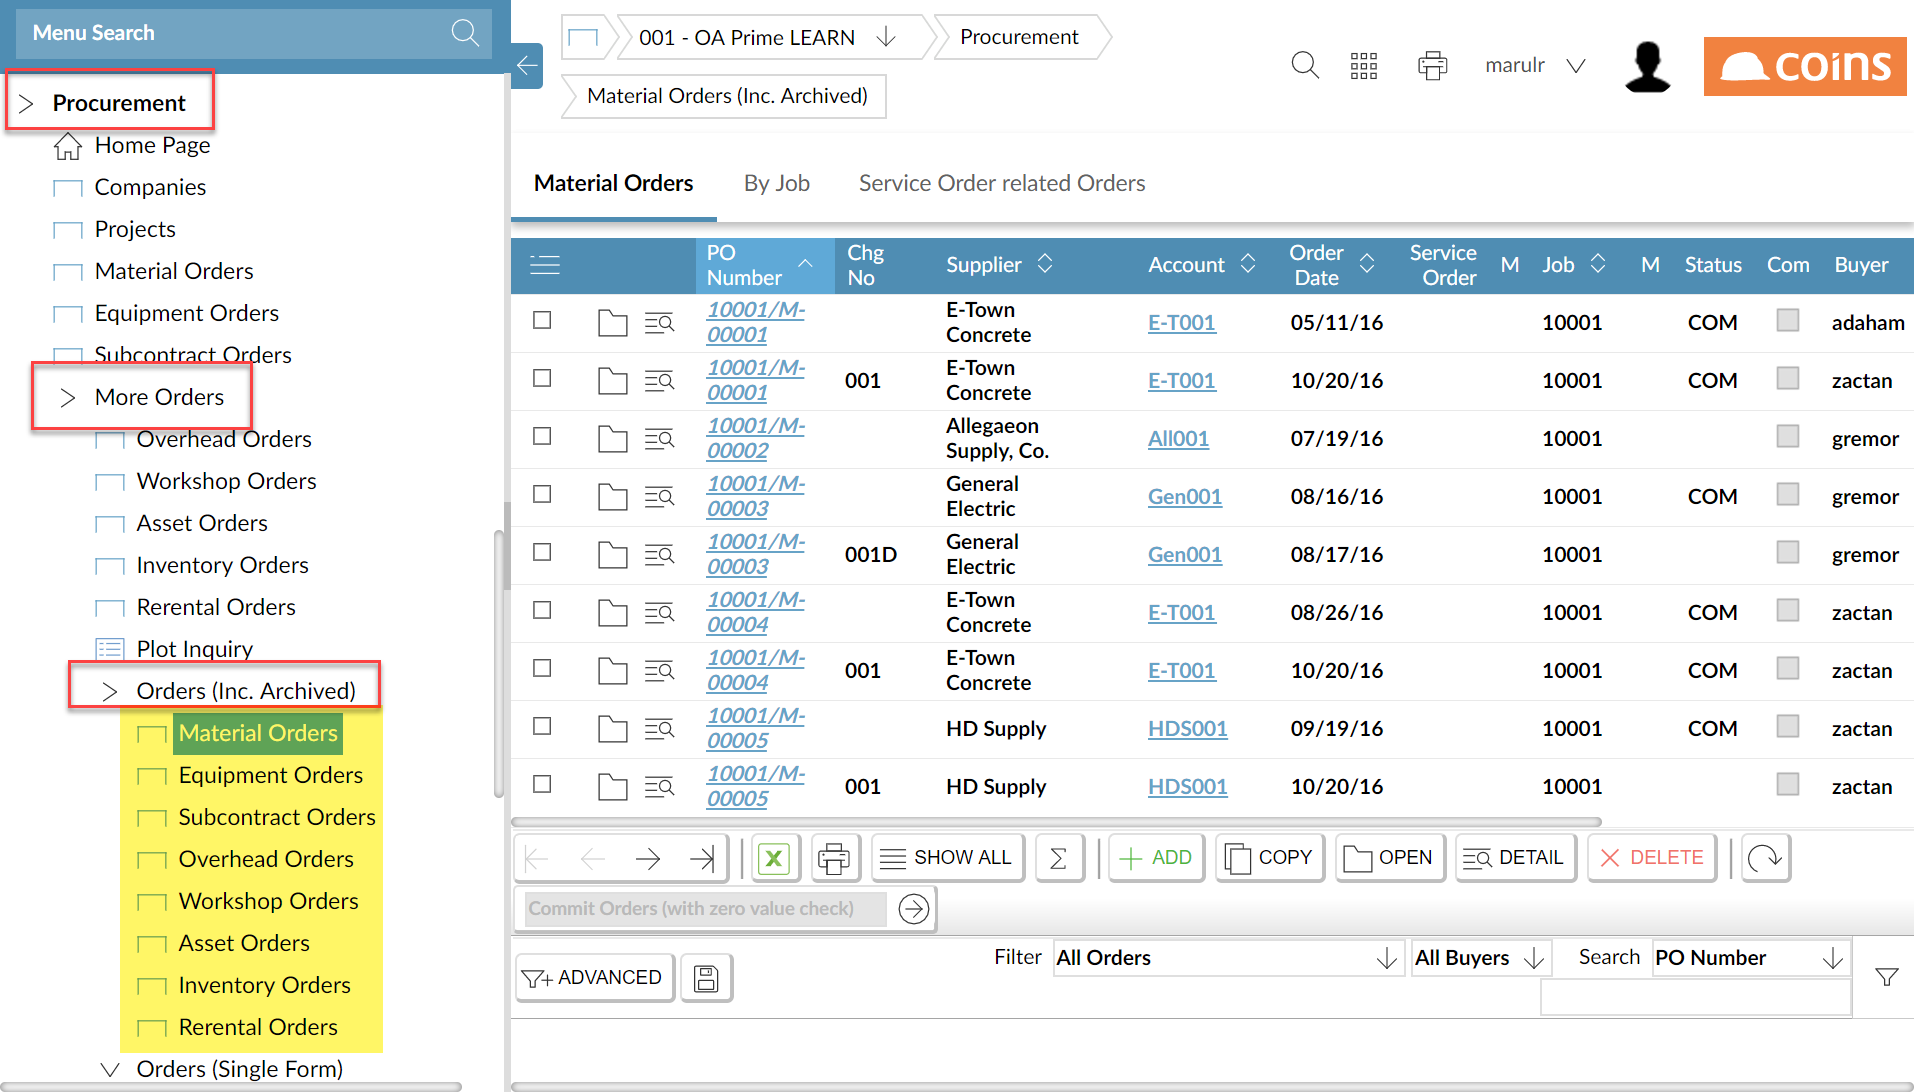 Menu Search
Procurement
Home Page
Companies
Projects
Material Orders
Equipment Orders
Subcontract Orders
More Orders
Overhead Orders
Workshop Orders
Asset Orders
Inventory Orders
Rerental Orders
Plot Inquiry
Orders (Inc. Archived)
Material Orders
Equipment Orders
Subcontract Orders
Overhead Orders
Workshop Orders
Asset Orders
Inventory Orders
Rerental Orders
Orders (Single Form)
001 - OA Prime LEARN
Procurement
Material Orders (Inc. Archived)
marulr
coins
Material Orders By Job Service Order related Orders
PO Number Chg No Supplier Account Order Date Service Order M Job M Status Com Buyer
10001/M-00001 E-Town Concrete E-T001 05/11/16 10001 COM adaham
10001/M-00001 001 E-Town Concrete E-T001 10/20/16 10001 COM zactan
10001/M-00002 Allegaeon Supply, Co. All001 07/19/16 10001 gremor
10001/M-00003 General Electric Gen001 08/16/16 10001 COM gremor
10001/M-00003 001D General Electric Gen001 08/17/16 10001 gremor
10001/M-00004 E-Town Concrete E-T001 08/26/16 10001 COM zactan
10001/M-00004 001 E-Town Concrete E-T001 10/20/16 10001 COM zactan
10001/M-00005 HD Supply HDS001 09/19/16 10001 COM zactan
10001/M-00005 001 HD Supply HDS001 10/20/16 10001 zactan
X SHOW ALL Σ ADD COPY OPEN DETAIL DELETE
Commit Orders (with zero value check)
ADVANCED Filter All Orders All Buyers Search PO Number